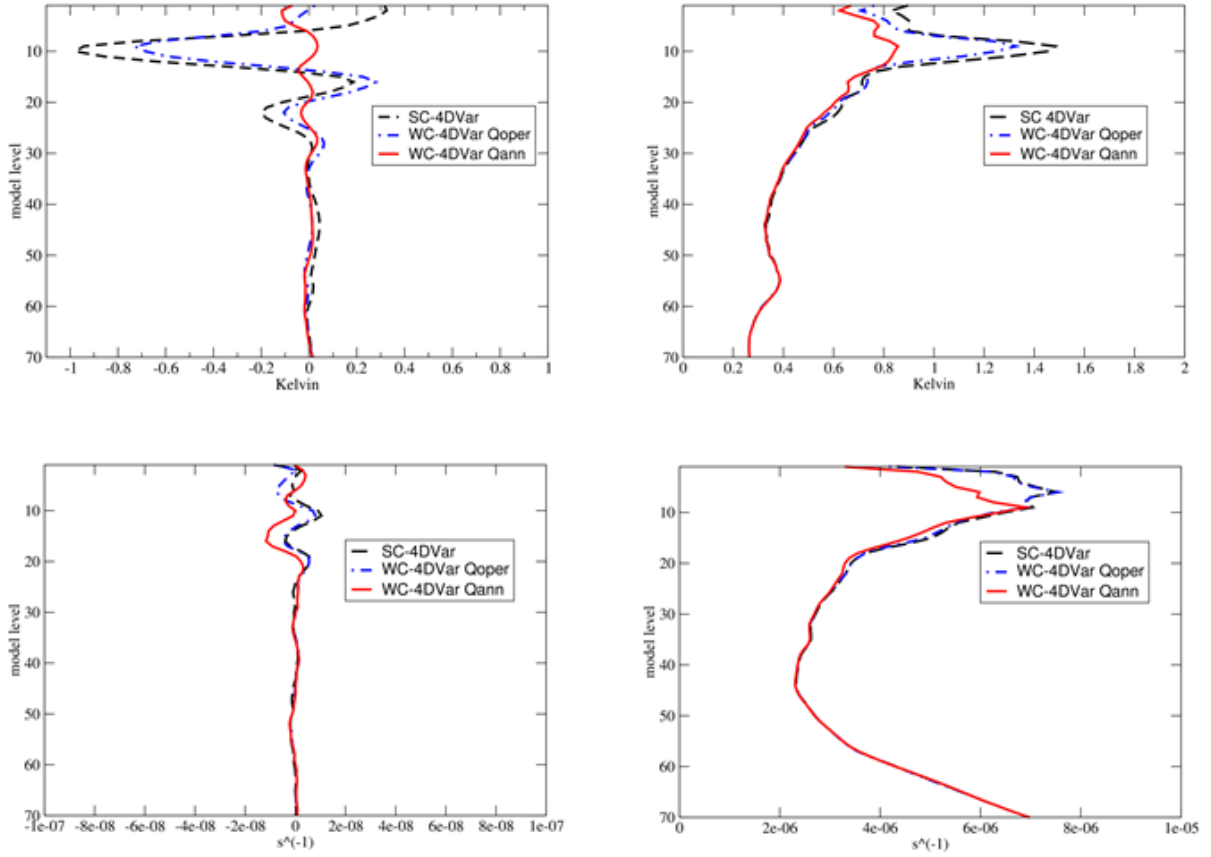 10
20
30
40
50
60
70
model level
-1 -0.8 -0.6 -0.4 -0.2 0 0.2 0.4 0.6 0.8 1
Kelvin
SC-4DVar
WC-4DVar Qoper
WC-4DVar Qann
10
20
30
40
50
60
70
model level
0 0.2 0.4 0.6 0.8 1 1.2 1.4 1.6 1.8 2
Kelvin
SC 4DVar
WC-4DVar Qoper
WC-4DVar Qann
10
20
30
40
50
60
70
model level
-1e-07 -8e-08 -6e-08 -4e-08 -2e-08 0 2e-08 4e-08 6e-08 8e-08 1e-07
s^(-1)
SC-4DVar
WC-4DVar Qoper
WC-4DVar Qann
10
20
30
40
50
60
70
model level
0 2e-06 4e-06 6e-06 8e-06 1e-05
s^(-1)
SC-4DVar
WC-4DVar Qoper
WC-4DVar Qann